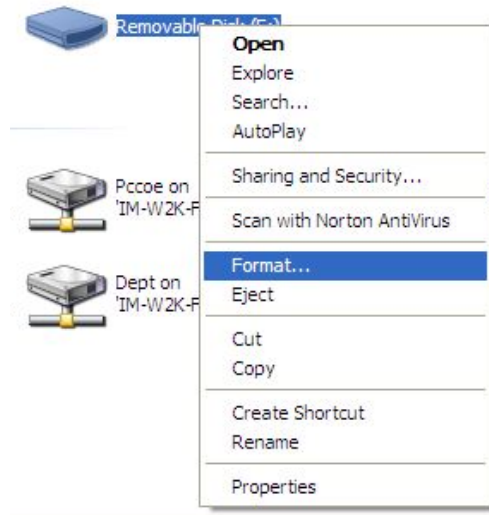 Removable Disk (F:)
Open
Explore
Search...
AutoPlay
Sharing and Security...
Scan with Norton AntiVirus
Format...
Eject
Cut
Copy
Create Shortcut
Rename
Properties
Pccoe on
'IM-W2K-F
Dept on
'IM-W2K-F